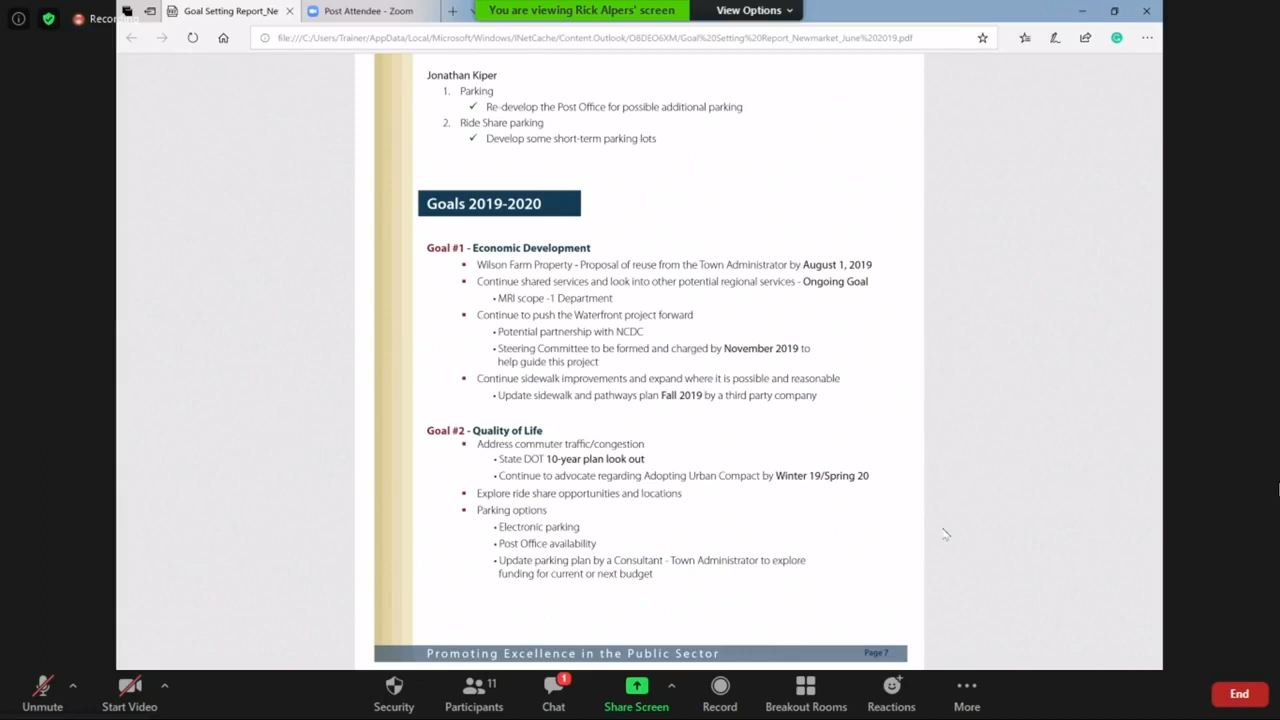 Recording
Goal Setting Report_Ne
Post Attendee - Zoom
You are viewing Rick Alpers' screen
View Options
file:///C:/Users/Trainer/AppData/Local/Microsoft/Windows/INetCache/Content.Outlook/O8DEO6XM/Goal%20Setting%20Report_Newmarket_June%202019.pdf
Jonathan Kiper
1. Parking
✓ Re-develop the Post Office for possible additional parking
2. Ride Share parking
✓ Develop some short-term parking lots
Goals 2019-2020
Goal #1 - Economic Development
▪ Wilson Farm Property - Proposal of reuse from the Town Administrator by August 1, 2019
▪ Continue shared services and look into other potential regional services - Ongoing Goal
• MRI scope -1 Department
▪ Continue to push the Waterfront project forward
• Potential partnership with NCDC
• Steering Committee to be formed and charged by November 2019 to
help guide this project
▪ Continue sidewalk improvements and expand where it is possible and reasonable
• Update sidewalk and pathways plan Fall 2019 by a third party company
Goal #2 - Quality of Life
▪ Address commuter traffic/congestion
• State DOT 10-year plan look out
• Continue to advocate regarding Adopting Urban Compact by Winter 19/Spring 20
▪ Explore ride share opportunities and locations
▪ Parking options
• Electronic parking
• Post Office availability
• Update parking plan by a Consultant - Town Administrator to explore
funding for current or next budget
Promoting Excellence in the Public Sector
Page 7
Unmute
Start Video
Security
Participants 11
Chat 1
Share Screen
Record
Breakout Rooms
Reactions
More
End